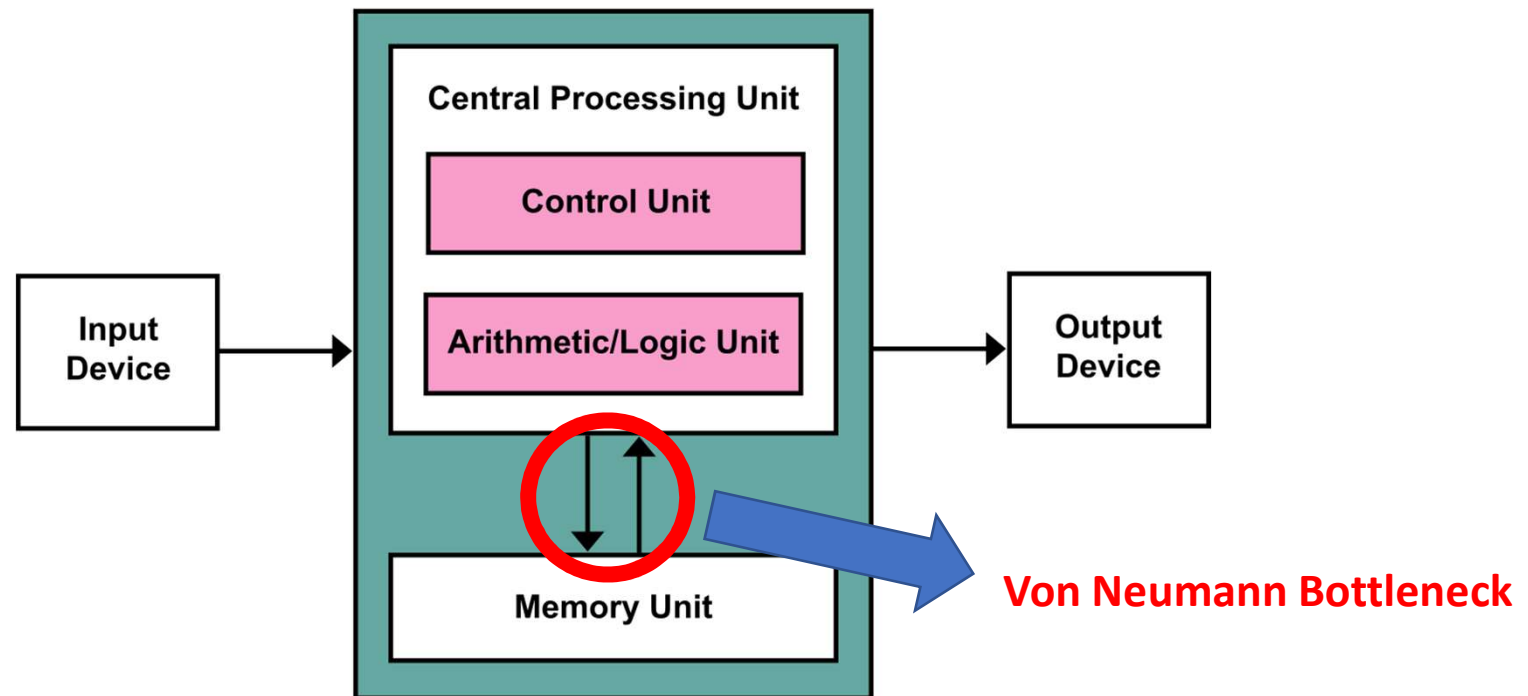 Central Processing Unit
Control Unit
Arithmetic/Logic Unit
Input
Device
Output
Device
Memory Unit
Von Neumann Bottleneck